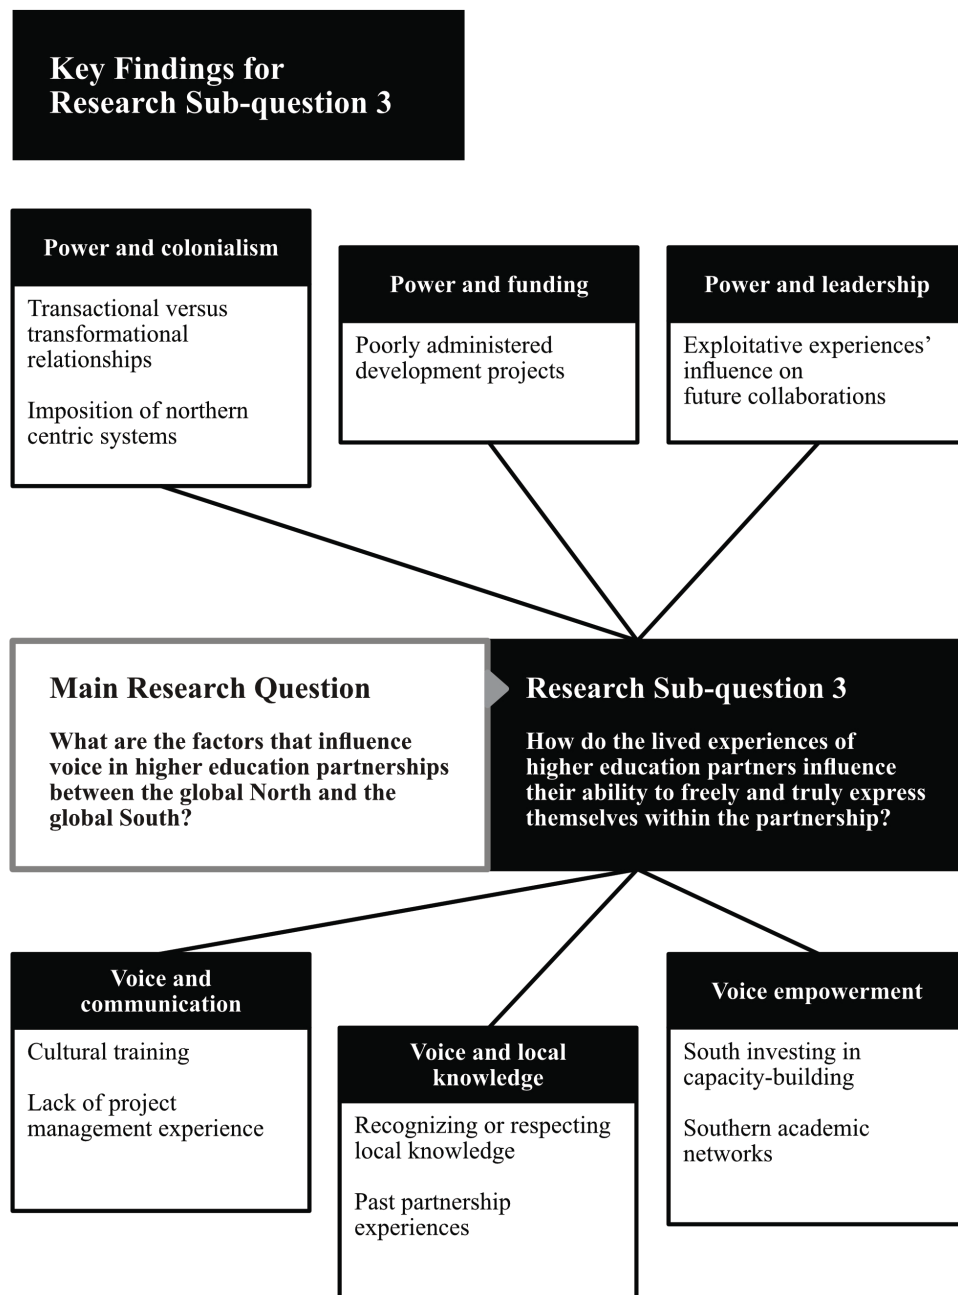 Key Findings for
Research Sub-question 3
Power and colonialism
Transactional versus
transformational
relationships
Imposition of northern
centric systems
Power and funding
Poorly administered
development projects
Power and leadership
Exploitative experiences’
influence on
future collaborations
Main Research Question
What are the factors that influence
voice in higher education partnerships
between the global North and the
global South?
Research Sub-question 3
How do the lived experiences of
higher education partners influence
their ability to freely and truly express
themselves within the partnership?
Voice and
communication
Cultural training
Lack of project
management experience
Voice and local
knowledge
Recognizing or respecting
local knowledge
Past partnership
experiences
Voice empowerment
South investing in
capacity-building
Southern academic
networks